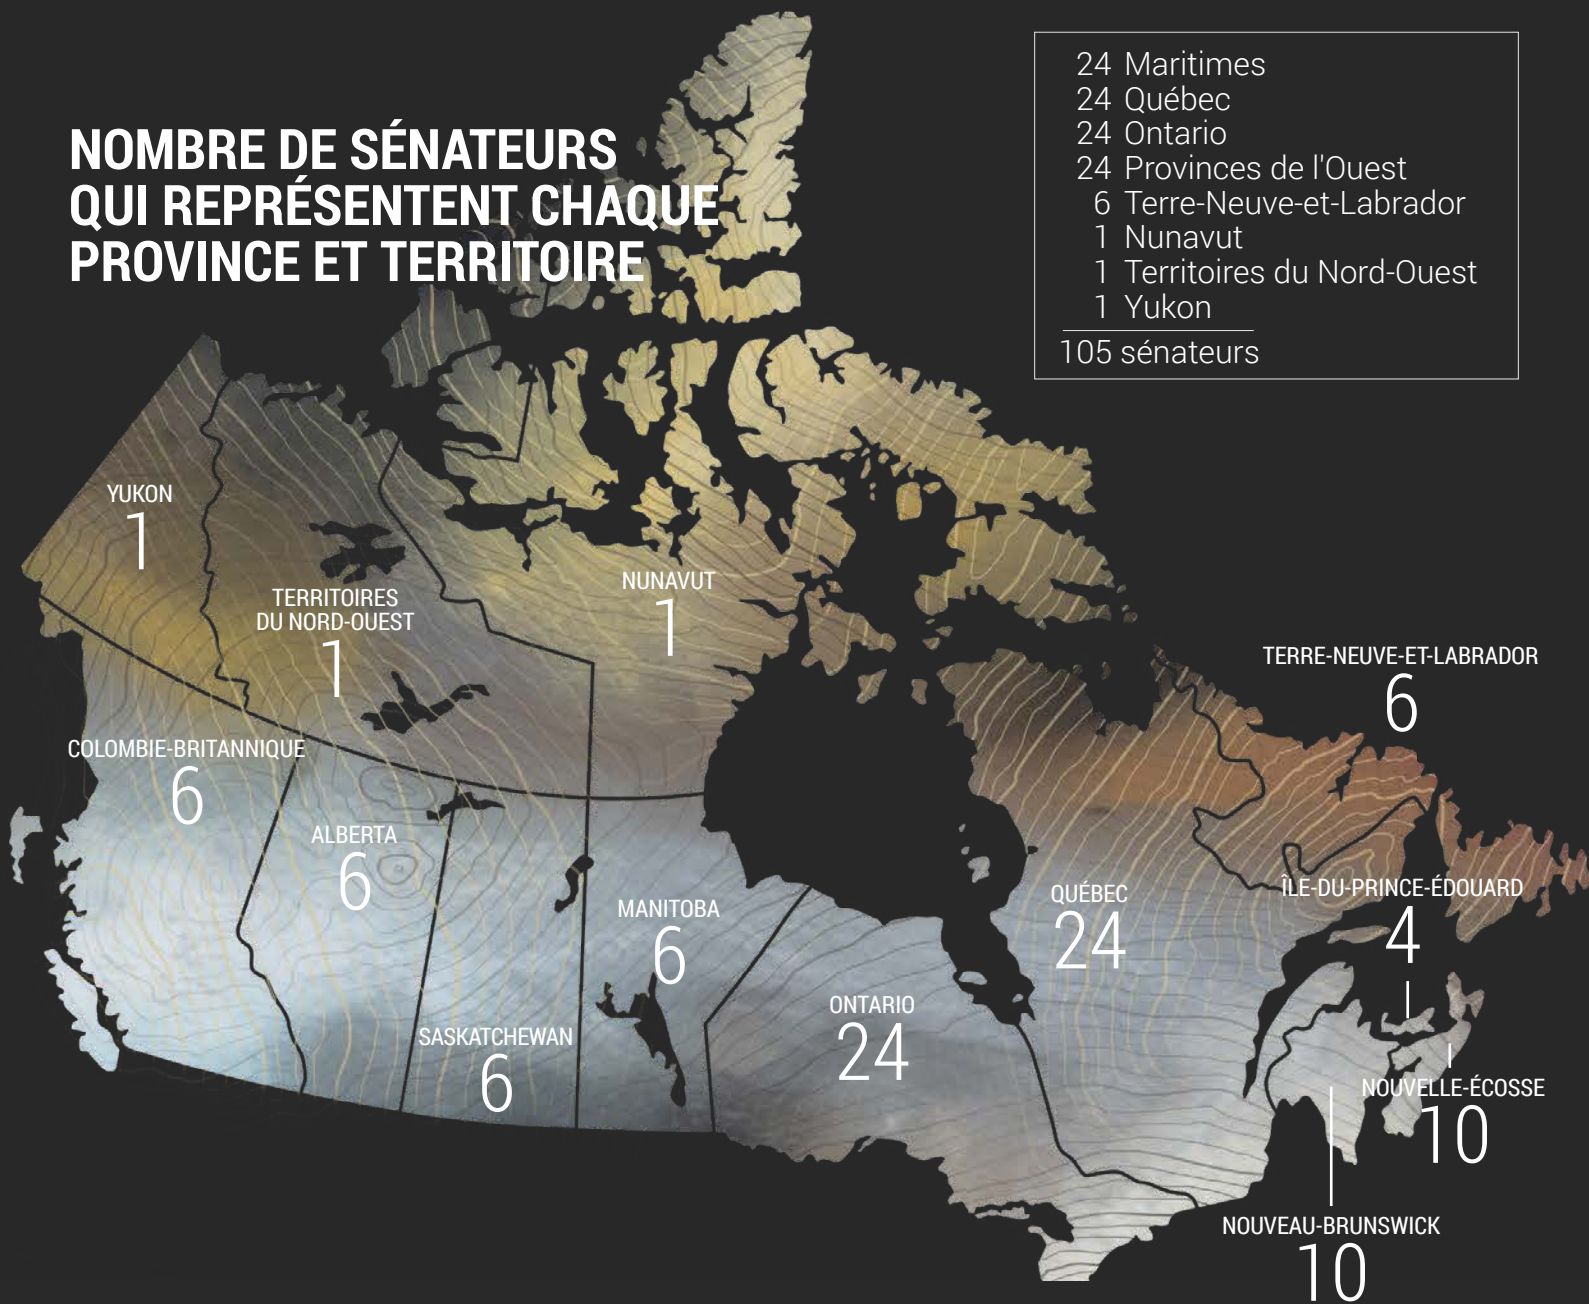 NOMBRE DE SÉNATEURS
QUI REPRÉSENTENT CHAQUE
PROVINCE ET TERRITOIRE
24 Maritimes
24 Québec
24 Ontario
24 Provinces de l'Ouest
6 Terre-Neuve-et-Labrador
1 Nunavut
1 Territoires du Nord-Ouest
1 Yukon
105 sénateurs
YUKON
1
TERRITOIRES
DU NORD-OUEST
1
NUNAVUT
1
TERRE-NEUVE-ET-LABRADOR
6
COLOMBIE-BRITANNIQUE
6
ALBERTA
6
SASKATCHEWAN
6
MANITOBA
6
ONTARIO
24
QUÉBEC
24
ÎLE-DU-PRINCE-ÉDOUARD
4
NOUVELLE-ÉCOSSE
10
NOUVEAU-BRUNSWICK
10